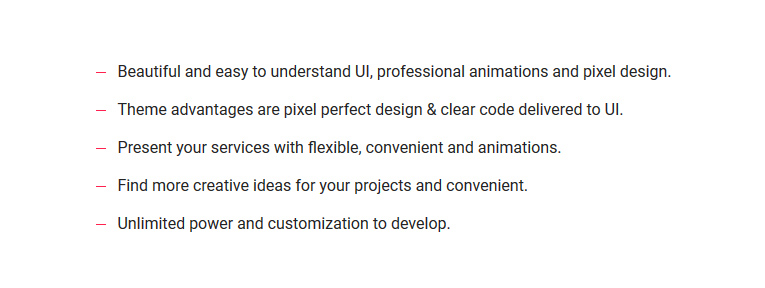 — Beautiful and easy to understand UI, professional animations and pixel design.
— Theme advantages are pixel perfect design & clear code delivered to UI.
— Present your services with flexible, convenient and animations.
— Find more creative ideas for your projects and convenient.
— Unlimited power and customization to develop.